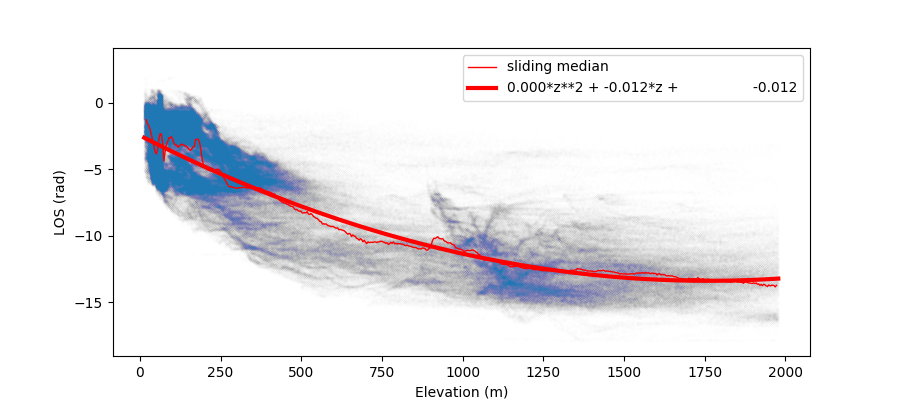 sliding median
0.000*z**2 + -0.012*z + -0.012
0
−5
−10
−15
LOS (rad)
0 250 500 750 1000 1250 1500 1750 2000
Elevation (m)